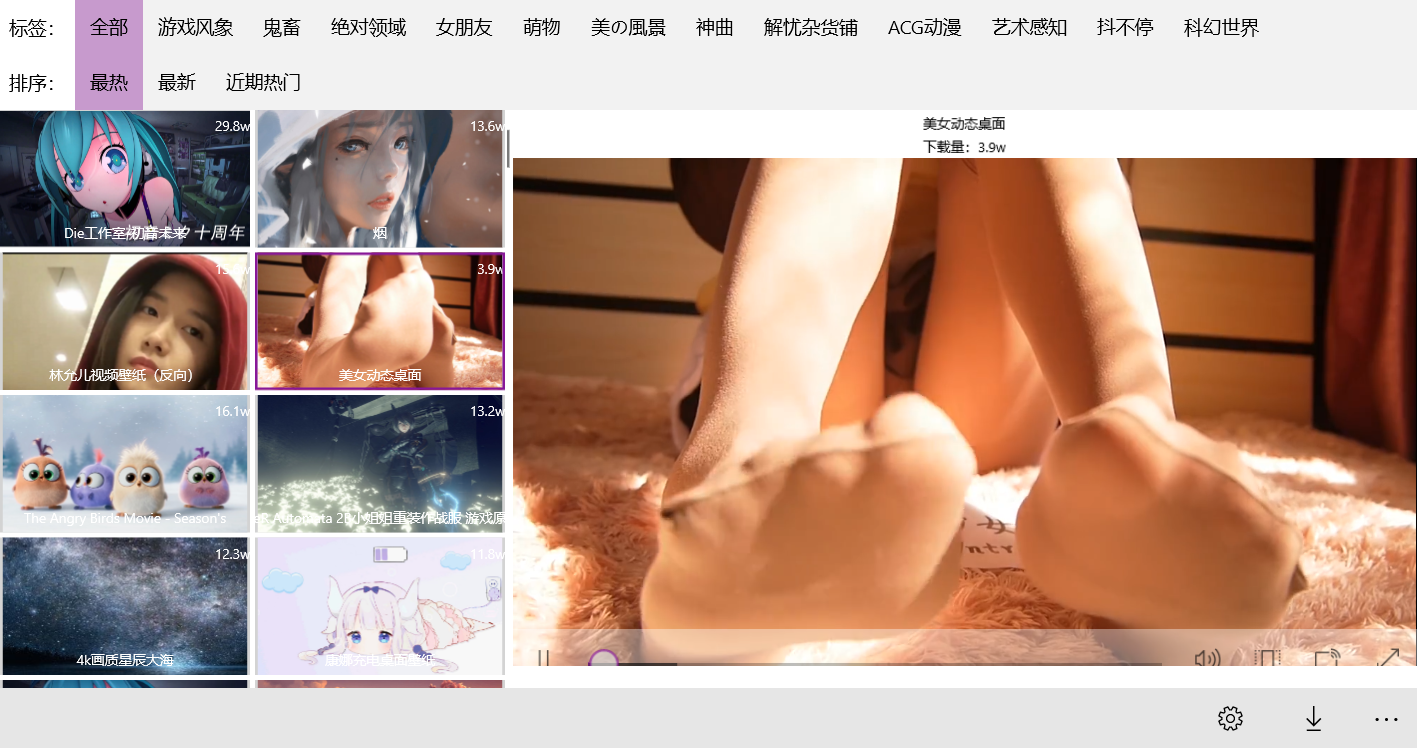 标签： 全部 游戏风象 鬼畜 绝对领域 女朋友 萌物 美の風景 神曲 解忧杂货铺 ACG动漫 艺术感知 抖不停 科幻世界
排序： 最热 最新 近期热门
29.8w
Die工作室-初音未来
十周年
13.6w
烟
林允儿视频壁纸（反向）
3.9w
美女动态桌面
16.1w
The Angry Birds Movie - Season's
13.2w
Automata 2B小姐姐重装作战服 游戏原
12.3w
4k画质星辰大海
11.8w
康娜充电桌面壁纸
美女动态桌面
下载量：3.9w